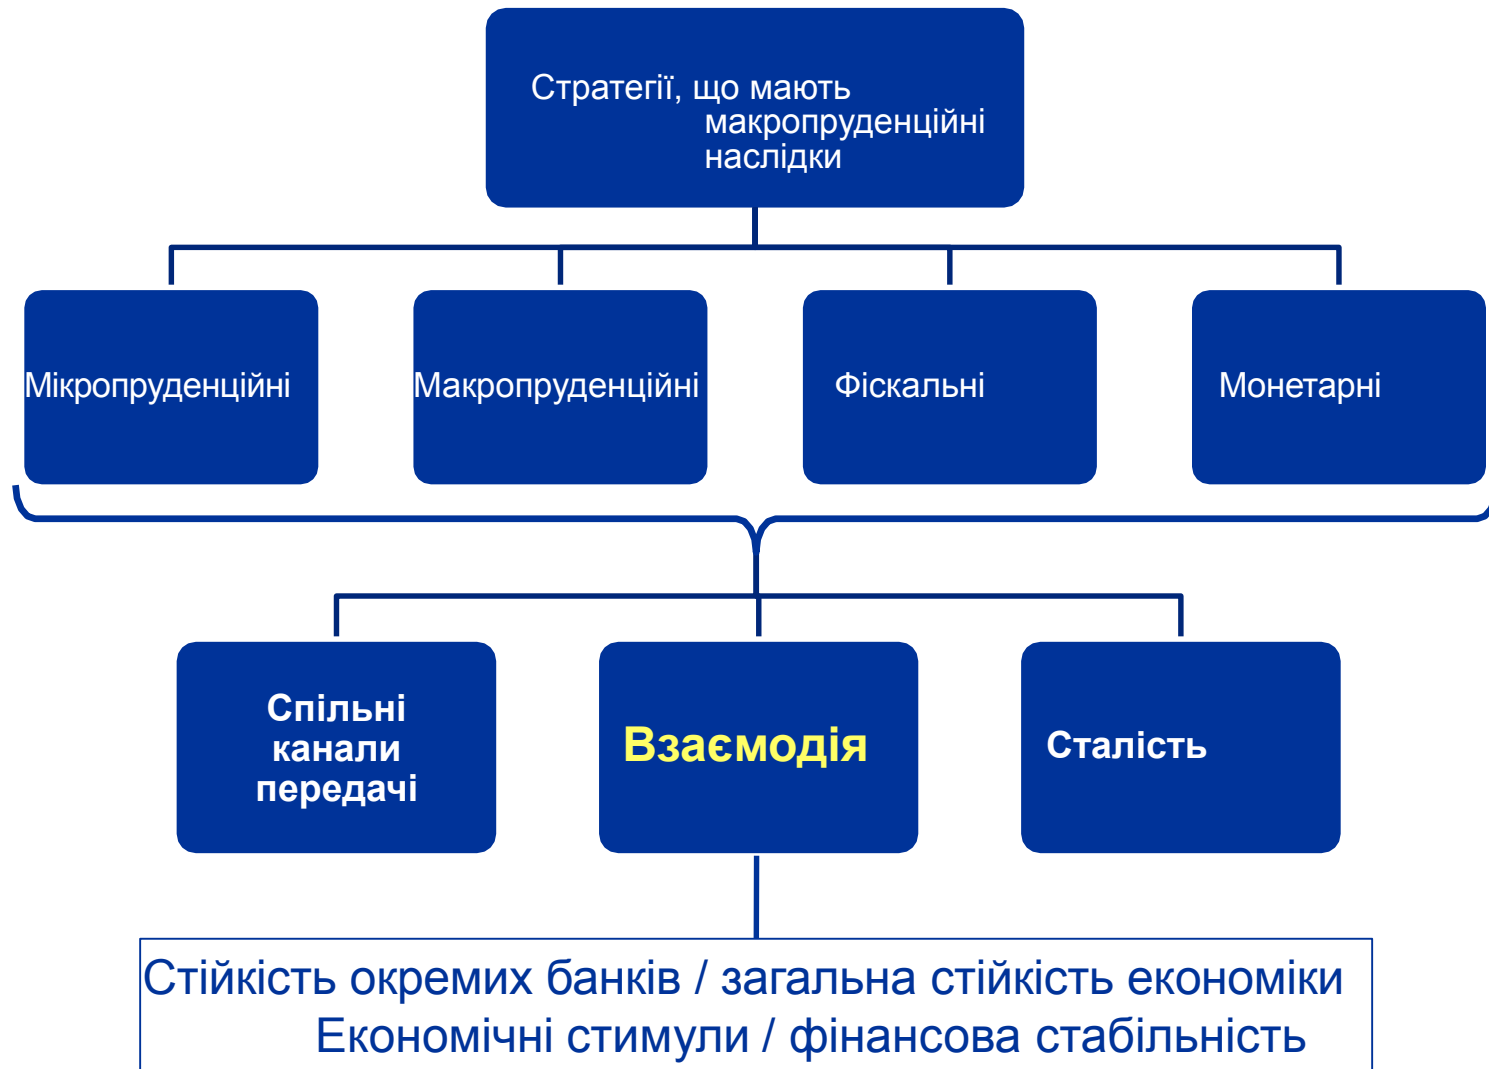 Стратегії, що мають
макропруденційні
наслідки
Мікропруденційні
Макропруденційні
Фіскальні
Монетарні
Спільні
канали
передачі
Взаємодія
Сталість
Стійкість окремих банків / загальна стійкість економіки
Економічні стимули / фінансова стабільність